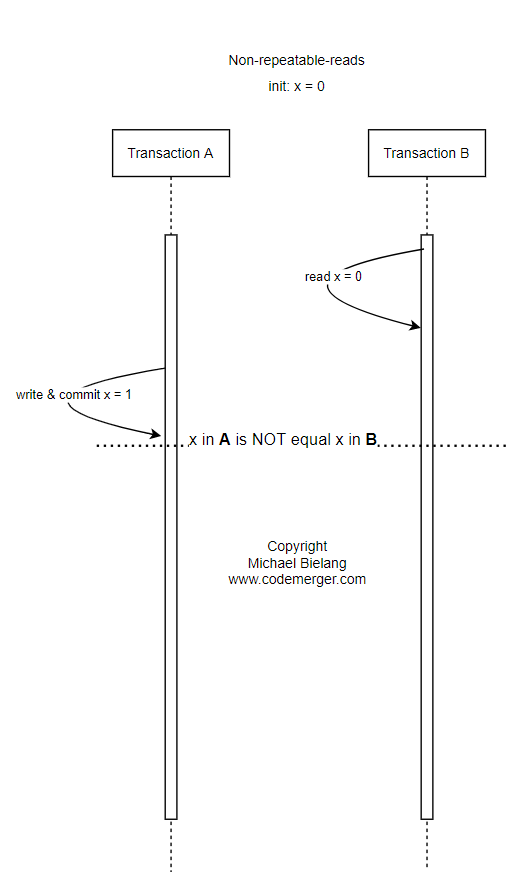 Non-repeatable-reads
init: x = 0
Transaction A
Transaction B
read x = 0
write & commit x = 1
x in A is NOT equal x in B
Copyright
Michael Bielang
www.codemerger.com